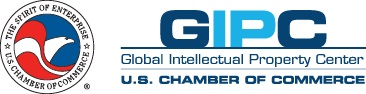 THE SPIRIT OF ENTERPRISE
U.S. CHAMBER OF COMMERCE
®
GIPC
Global Intellectual Property Center
U.S. CHAMBER OF COMMERCE